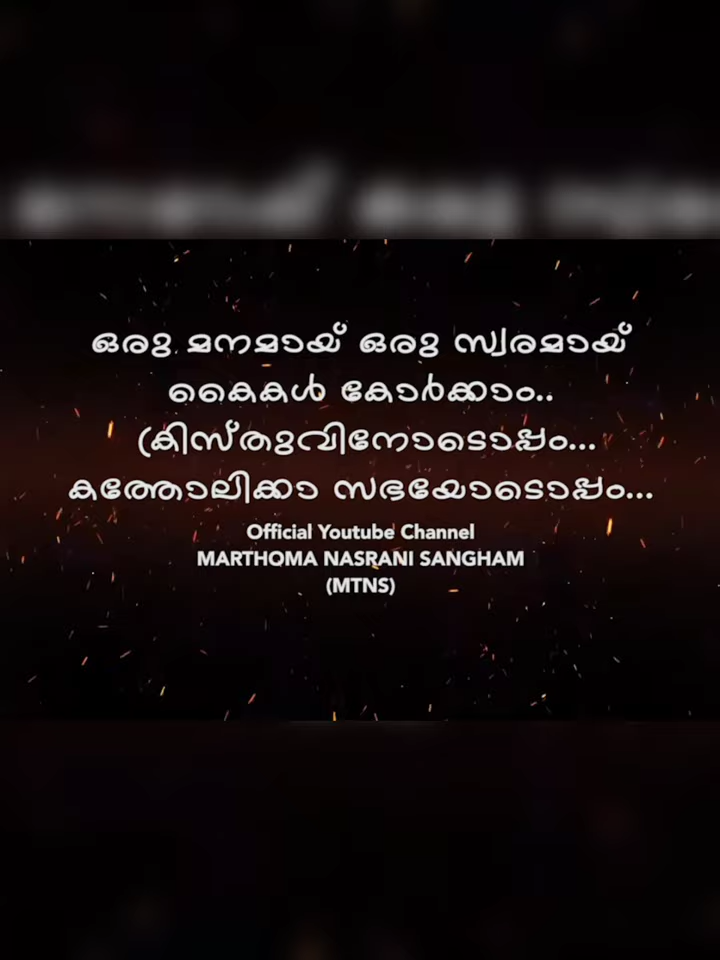 ഒരു മനമായ് ഒരു സ്വരമായ്
കൈകൾ കോർക്കാം..
ക്രിസ്തുവിനോടൊപ്പം...
കത്തോലിക്കാ സഭയോടൊപ്പം...
Official Youtube Channel
MARTHOMA NASRANI SANGHAM
(MTNS)